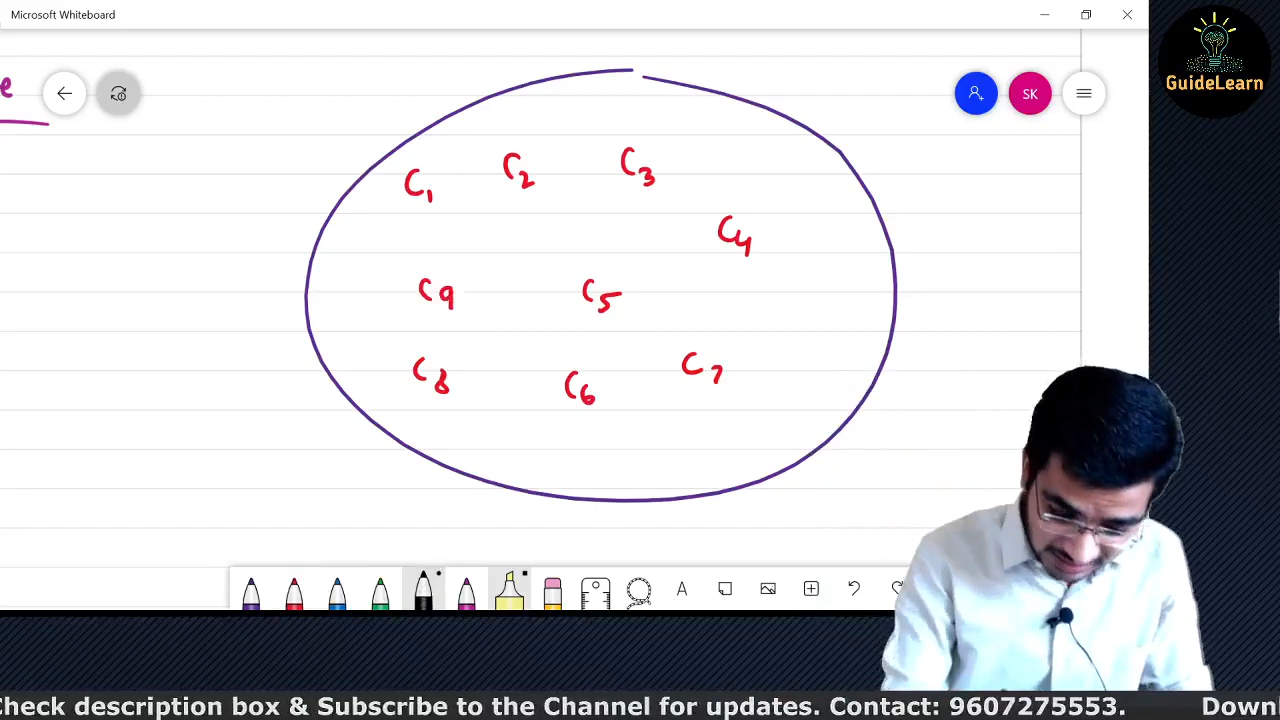 Microsoft Whiteboard
GuideLearn
e
SK
C1 C2 C3
C4
C9 C5
C8 C6 C7
A
Check description box & Subscribe to the Channel for updates. Contact: 9607275553. Down